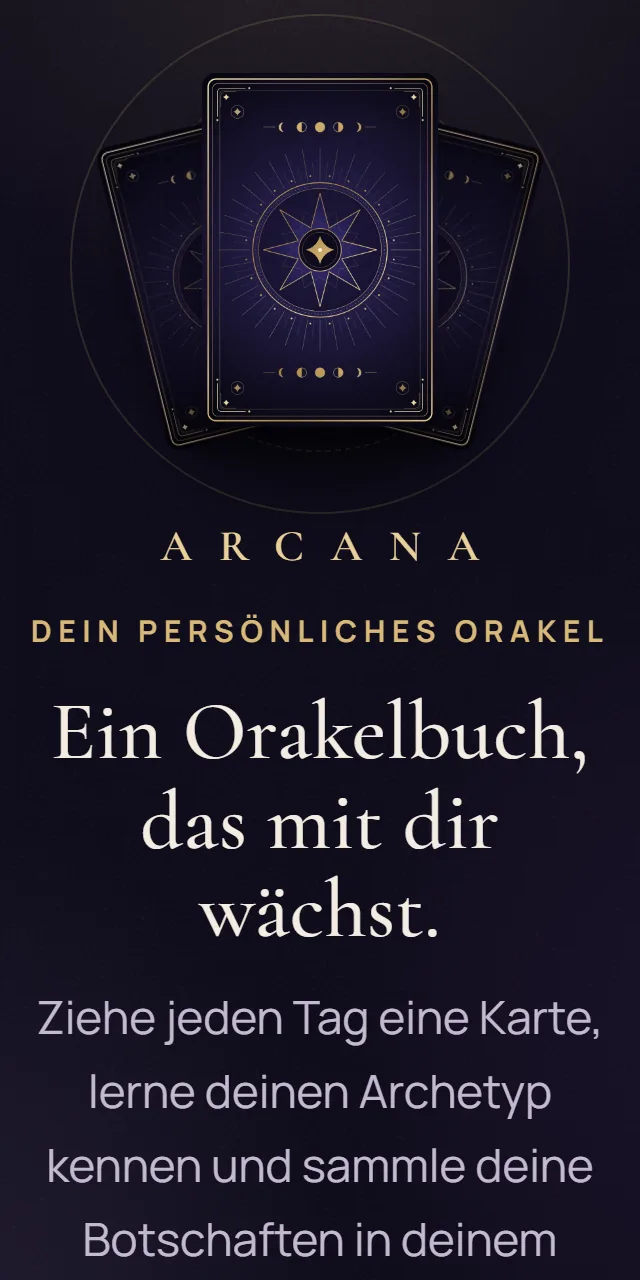 ARCANA
DEIN PERSÖNLICHES ORAKEL
Ein Orakelbuch,
das mit dir
wächst.
Ziehe jeden Tag eine Karte,
lerne deinen Archetyp
kennen und sammle deine
Botschaften in deinem